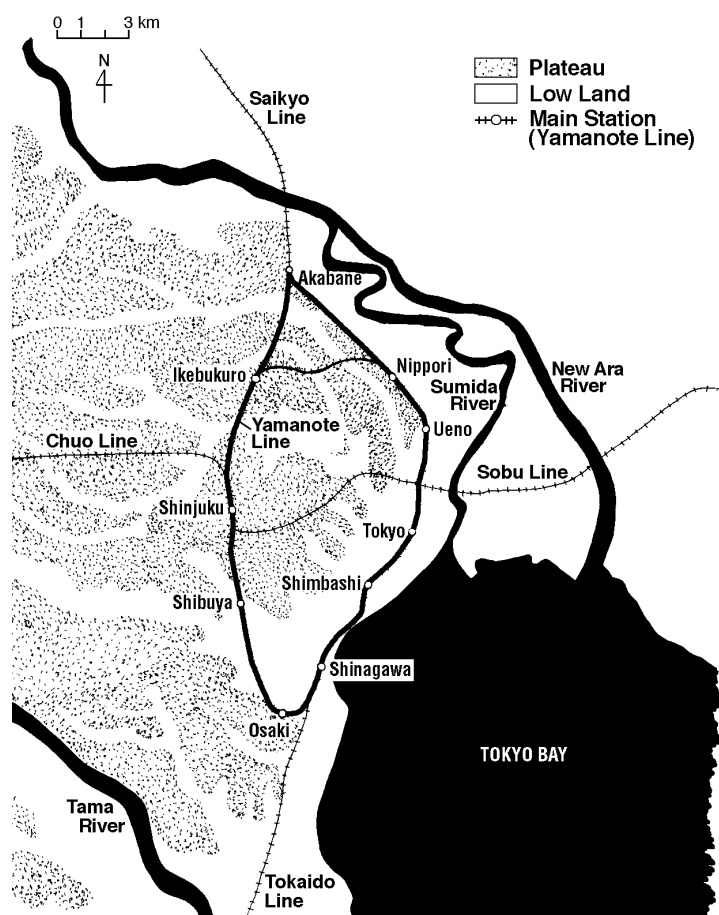 0 1 3 km
N
Plateau
Low Land
Main Station
(Yamanote Line)
Saikyo
Line
Akabane
Ikebukuro
Nippori
New Ara
River
Sumida
River
Yamanote
Line
Ueno
Chuo Line
Sobu Line
Shinjuku
Tokyo
Shimbashi
Shibuya
Shinagawa
Osaki
TOKYO BAY
Tama
River
Tokaido
Line